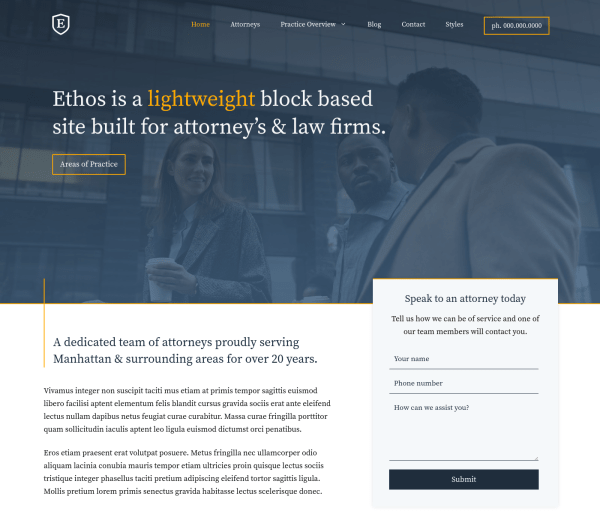 E
Home Attorneys Practice Overview Blog Contact Styles ph. 000.000.0000
Ethos is a lightweight block based
site built for attorney’s & law firms.
Areas of Practice
A dedicated team of attorneys proudly serving
Manhattan & surrounding areas for over 20 years.
Vivamus integer non suscipit taciti mus etiam at primis tempor sagittis euismod
libero facilisi aptent elementum felis blandit cursus gravida sociis erat ante eleifend
lectus nullam dapibus netus feugiat curae curabitur. Massa curae fringilla porttitor
quam sollicitudin iaculis aptent leo ligula euismod dictumst orci penatibus.
Eros etiam praesent erat volutpat posuere. Metus fringilla nec ullamcorper odio
aliquam lacinia conubia mauris tempor etiam ultricies proin quisque lectus sociis
tristique integer phasellus taciti pretium adipiscing eleifend tortor sagittis ligula.
Mollis pretium lorem primis senectus gravida habitasse lectus scelerisque donec.
Speak to an attorney today
Tell us how we can be of service and one of
our team members will contact you.
Your name
Phone number
How can we assist you?
Submit